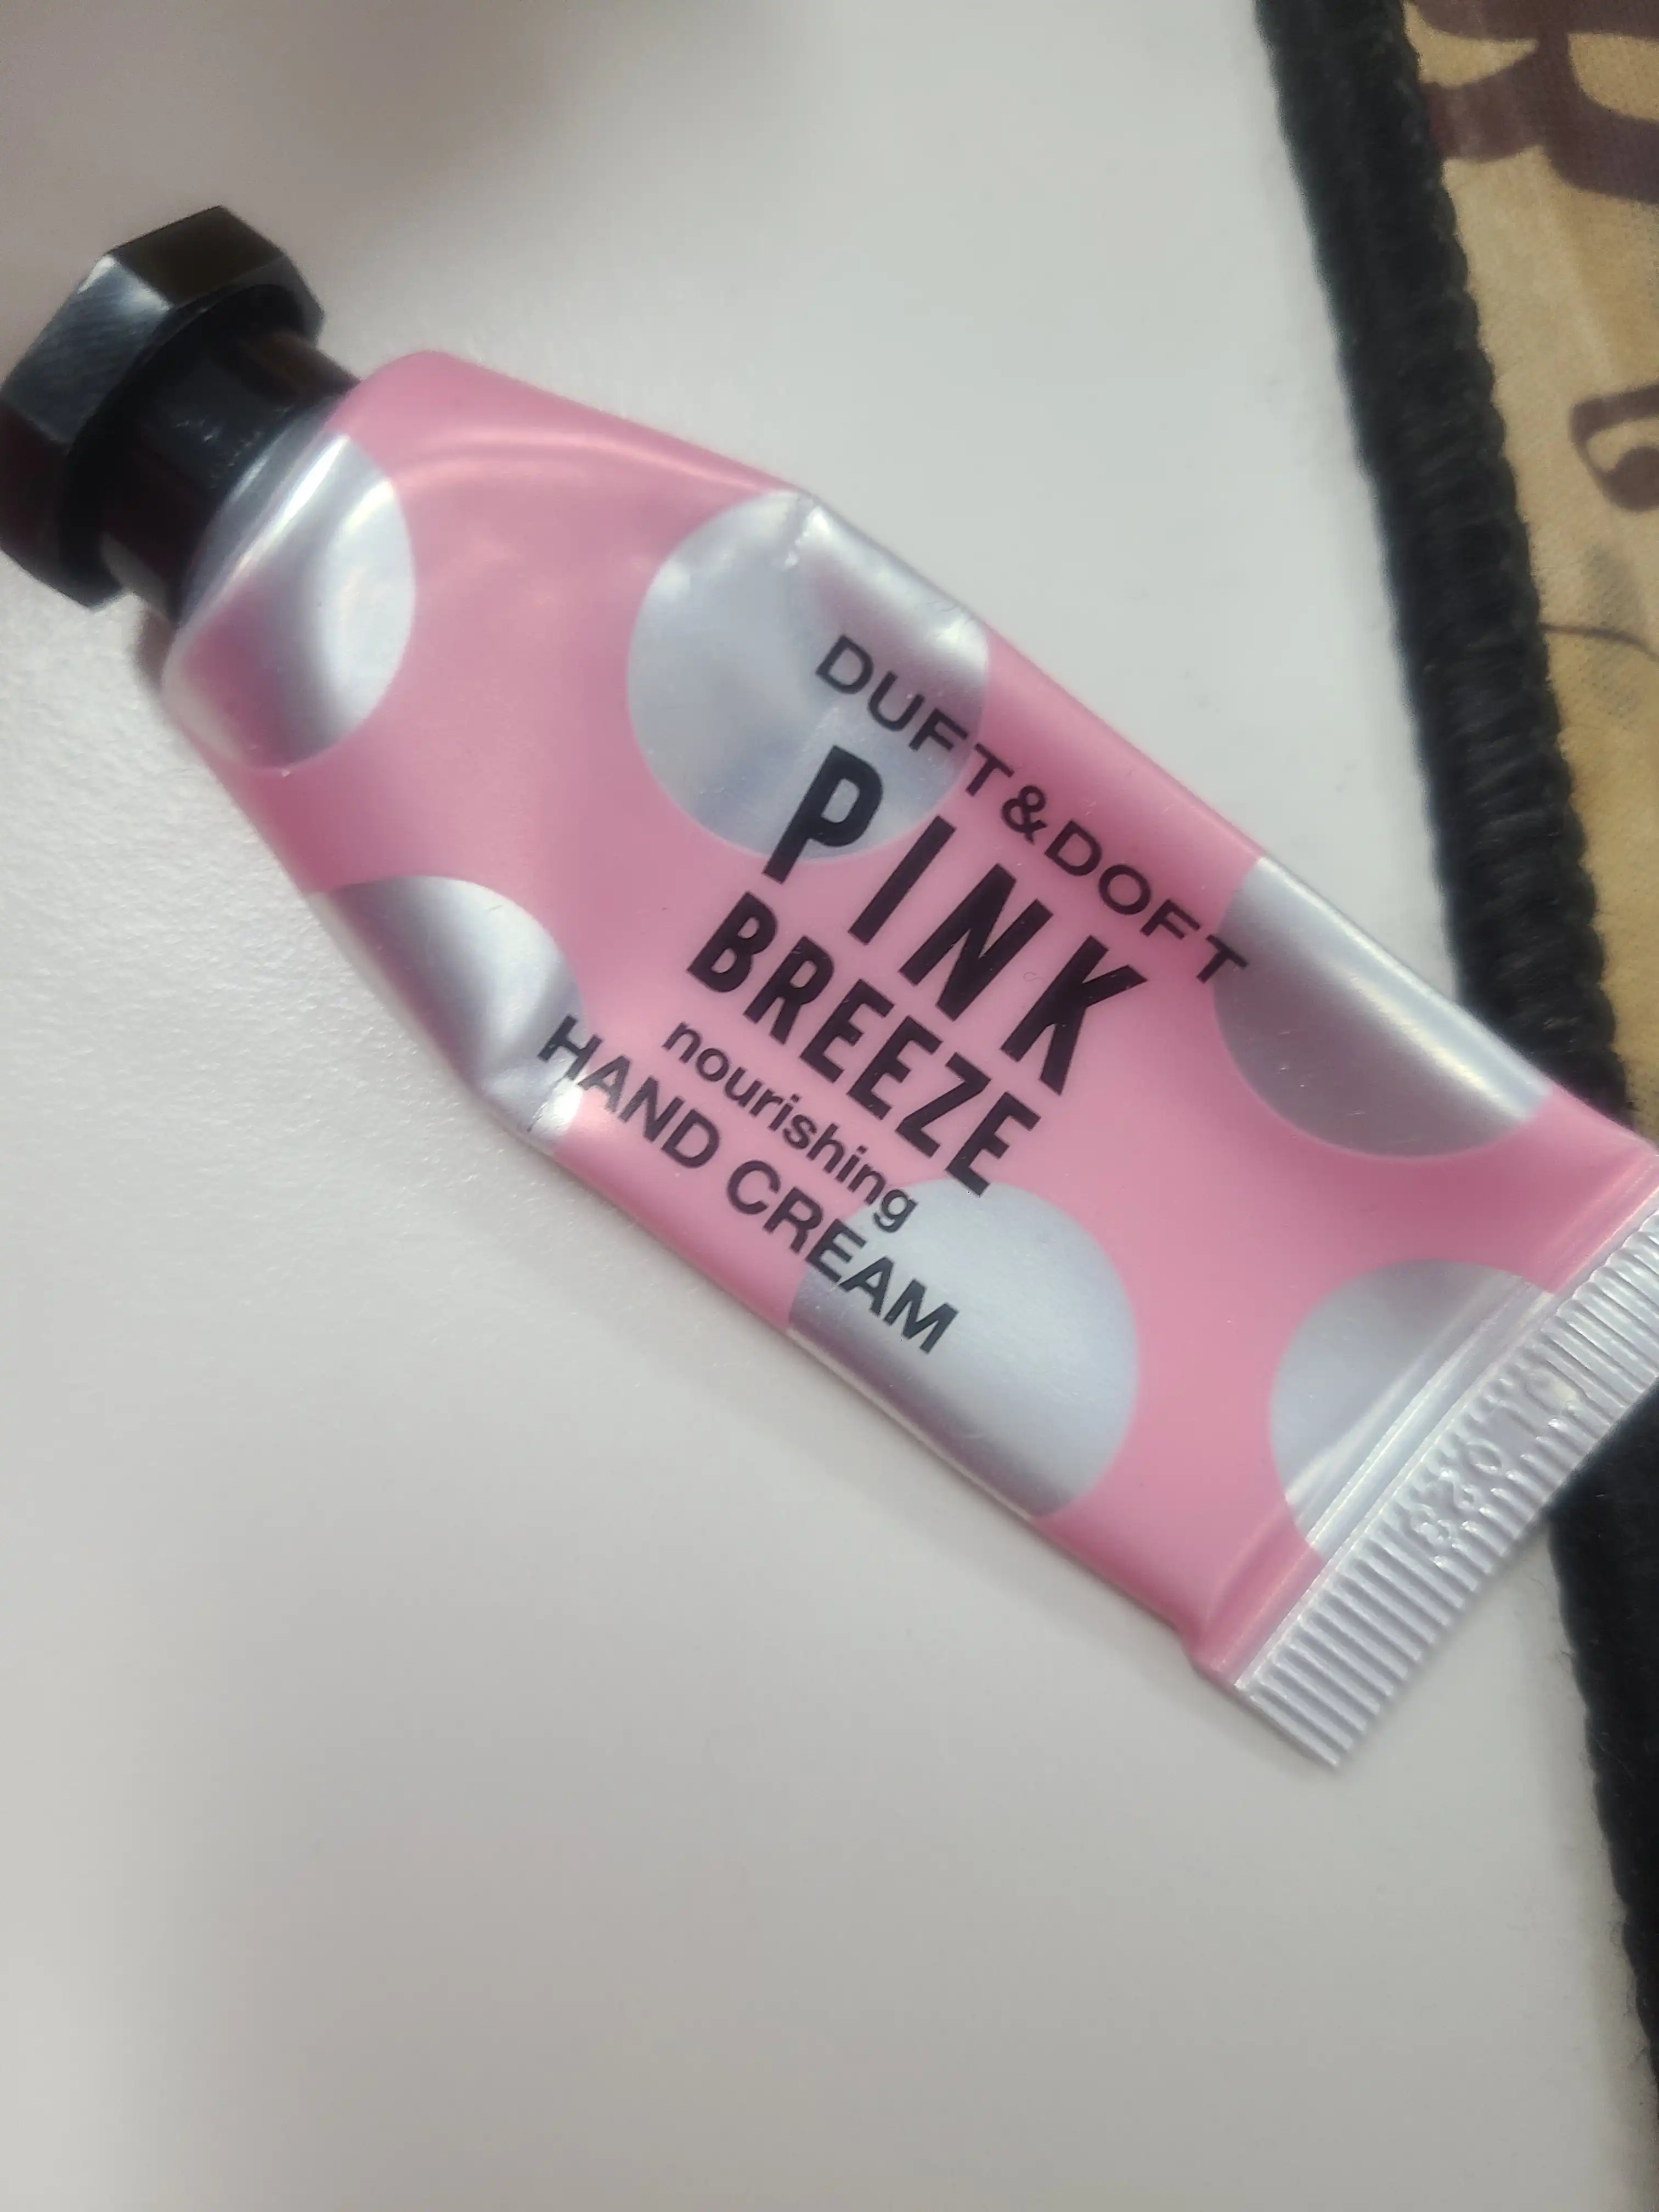 DUFT&DOFT
PINK
BREEZE
nourishing
HAND CREAM